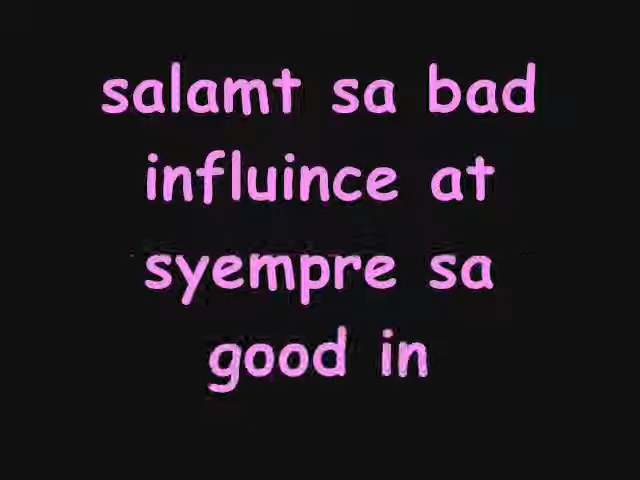 salamt sa bad
influince at
syempre sa
good in